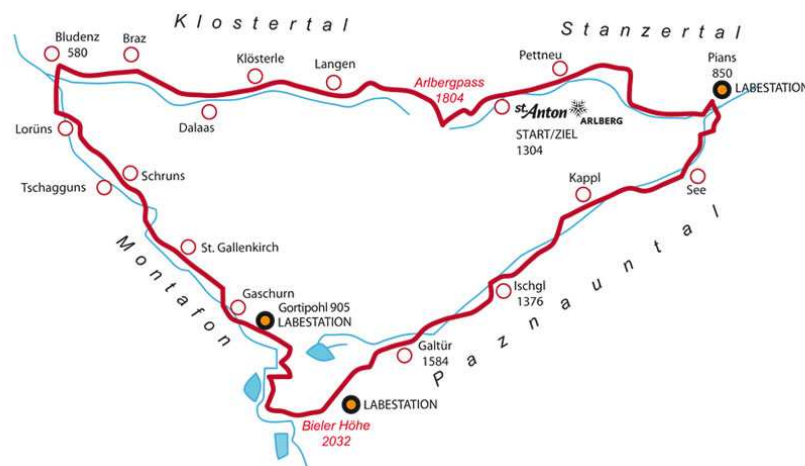 Klostertal
Stanzertal
Bludenz
580
Braz
Klösterle
Langen
Arlbergpass
1804
Pettneu
Pians
850
LABESTATION
Dalaas
St. Anton
ARLBERG
START/ZIEL
1304
Lorüns
Schruns
Tschagguns
Kappl
See
Montafon
St. Gallenkirch
Paznauntal
Gaschurn
Gortipohl 905
LABESTATION
Ischgl
1376
Galtür
1584
LABESTATION
Bieler Höhe
2032